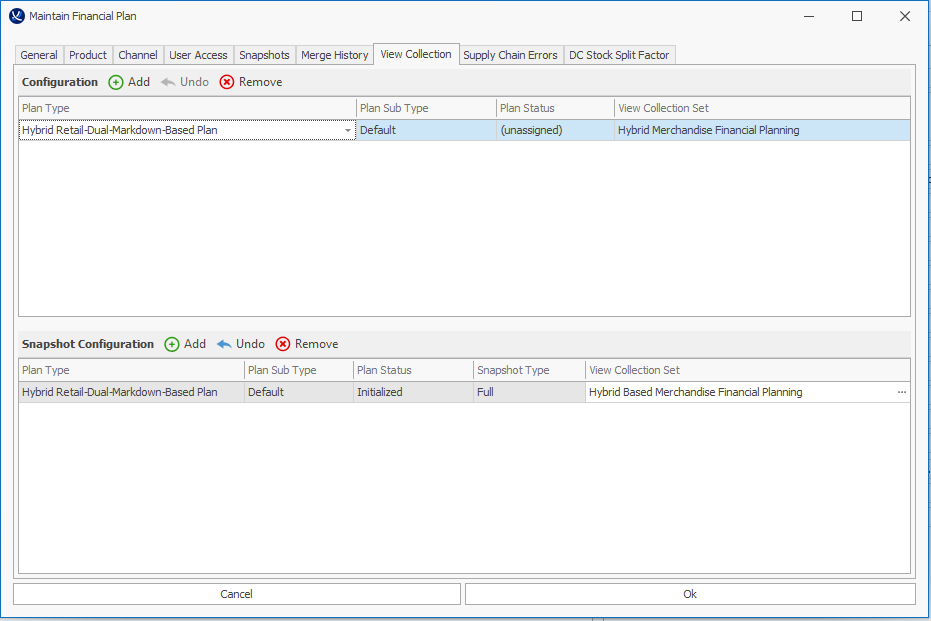 Maintain Financial Plan
General Product Channel User Access Snapshots Merge History View Collection Supply Chain Errors DC Stock Split Factor
Configuration Add Undo Remove
Plan Type Plan Sub Type Plan Status View Collection Set
Hybrid Retail-Dual-Markdown-Based Plan Default (unassigned) Hybrid Merchandise Financial Planning
Snapshot Configuration Add Undo Remove
Plan Type Plan Sub Type Plan Status Snapshot Type View Collection Set
Hybrid Retail-Dual-Markdown-Based Plan Default Initialized Full Hybrid Based Merchandise Financial Planning ...
Cancel Ok